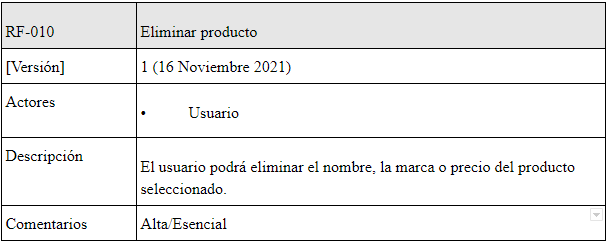 RF-010 Eliminar producto
[Versión] 1 (16 Noviembre 2021)
Actores
• Usuario
Descripción
El usuario podrá eliminar el nombre, la marca o precio del producto
seleccionado.
Comentarios Alta/Esencial